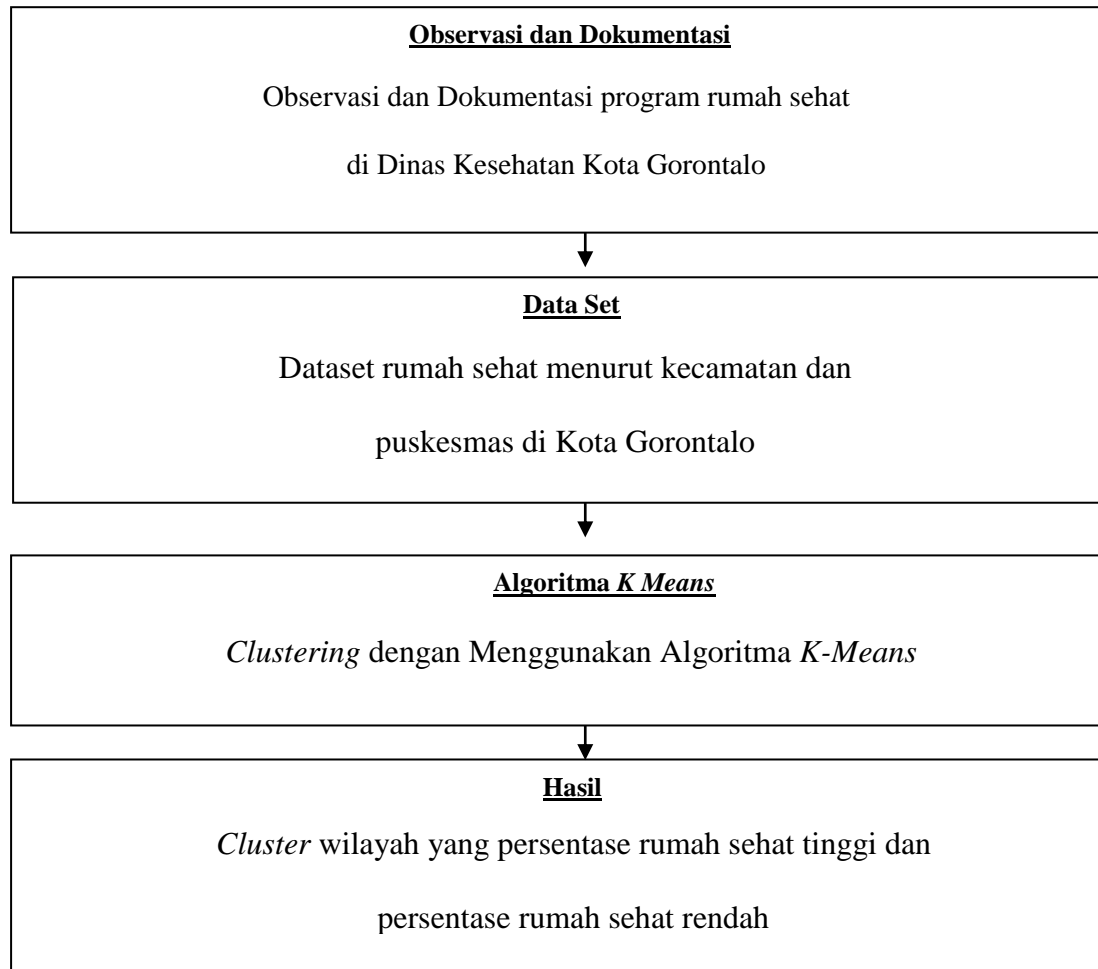 Observasi dan Dokumentasi
Observasi dan Dokumentasi program rumah sehat
di Dinas Kesehatan Kota Gorontalo
Data Set
Dataset rumah sehat menurut kecamatan dan
puskesmas di Kota Gorontalo
Algoritma K Means
Clustering dengan Menggunakan Algoritma K-Means
Hasil
Cluster wilayah yang persentase rumah sehat tinggi dan
persentase rumah sehat rendah